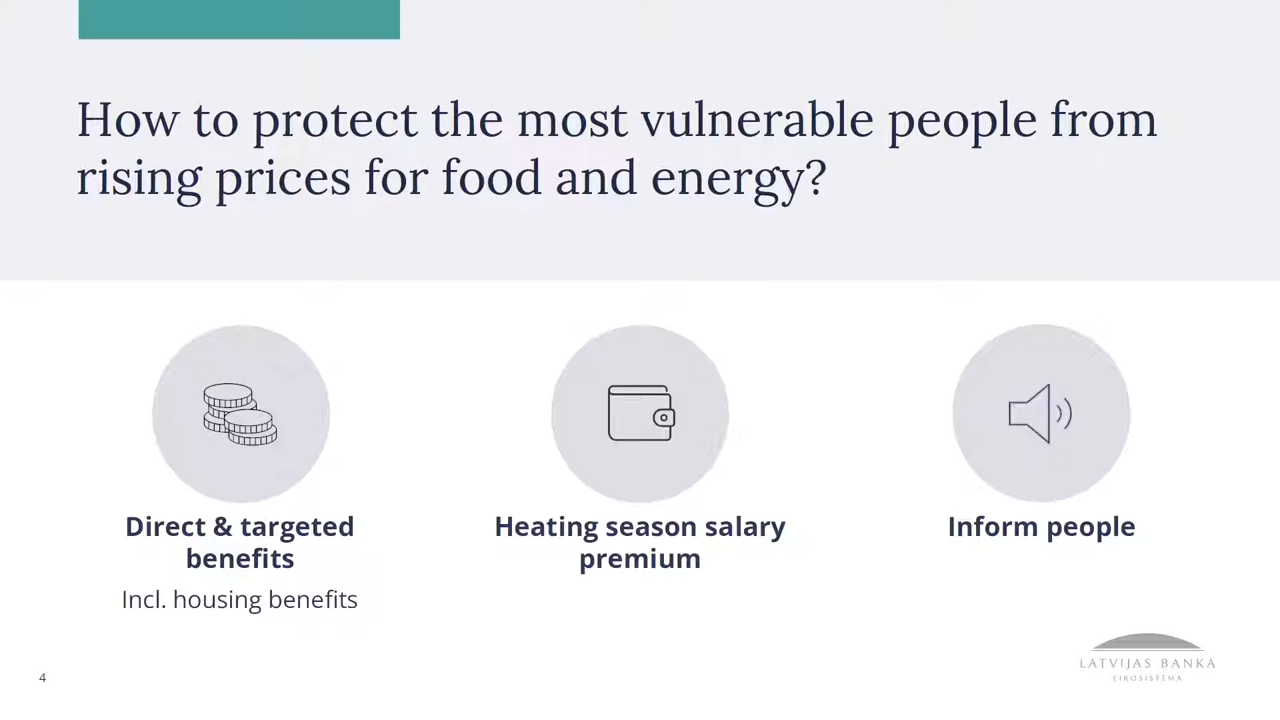 How to protect the most vulnerable people from
rising prices for food and energy?
Direct & targeted
benefits
Incl. housing benefits
Heating season salary
premium
Inform people
LATVIJAS BANKA
EIROSISTĒMA
4